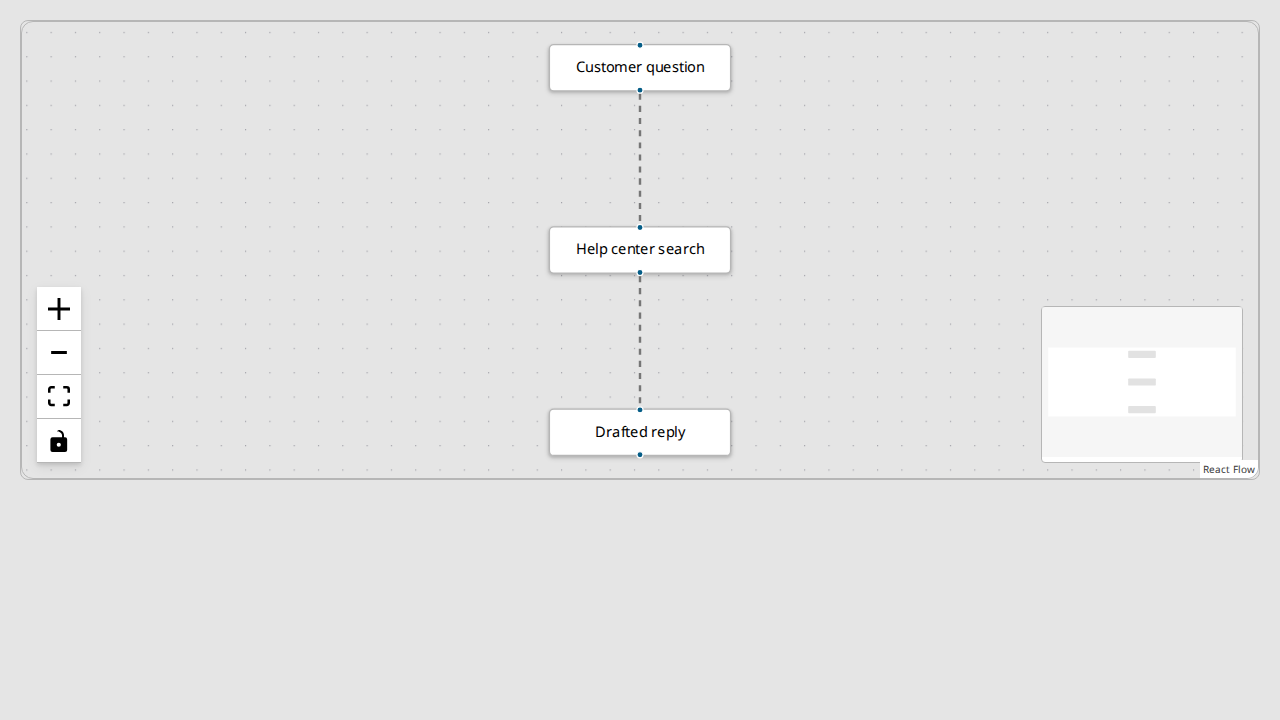 Customer question
Help center search
Drafted reply
React Flow